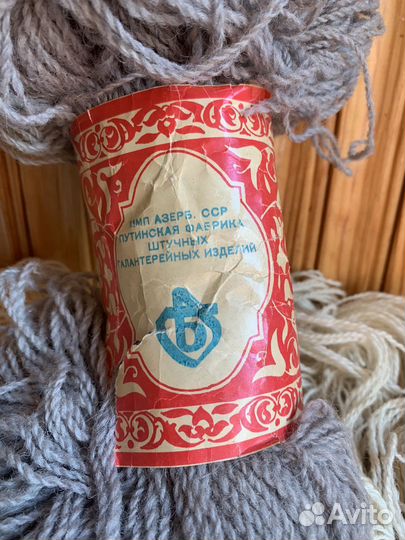 ММП АЗЕРБ. ССР
ПУТИНСКАЯ ФАБРИКА
ШТУЧНЫХ
ГАЛАНТЕРЕЙНЫХ ИЗДЕЛИЙ
Avito